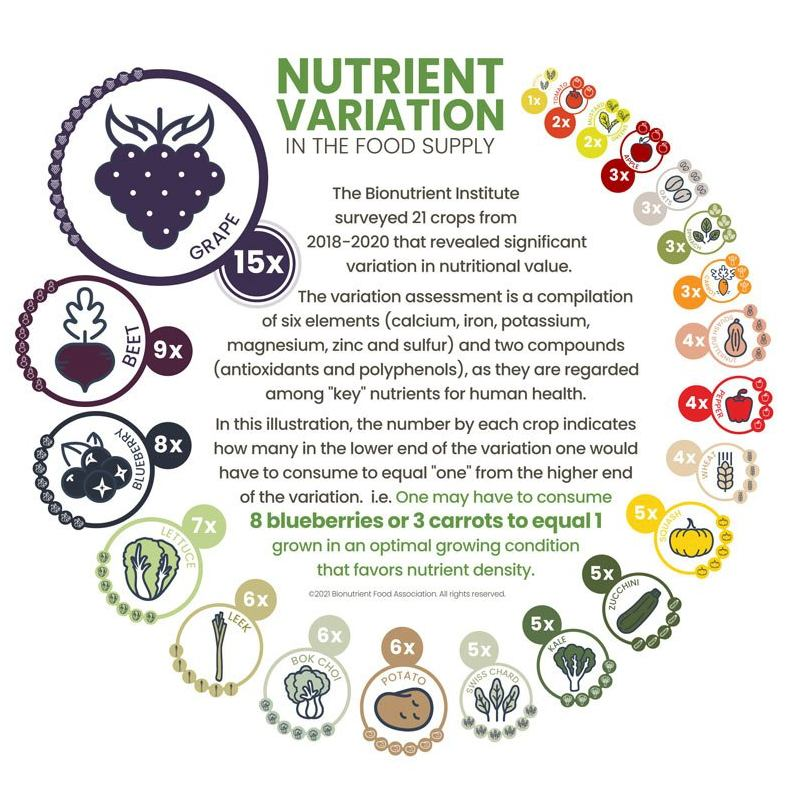 NUTRIENT
VARIATION
IN THE FOOD SUPPLY
The Bionutrient Institute
surveyed 21 crops from
2018-2020 that revealed significant
variation in nutritional value.
The variation assessment is a compilation
of six elements (calcium, iron, potassium,
magnesium, zinc and sulfur) and two compounds
(antioxidants and polyphenols), as they are regarded
among "key" nutrients for human health.
In this illustration, the number by each crop indicates
how many in the lower end of the variation one would
have to consume to equal "one" from the higher end
of the variation. i.e. One may have to consume
8 blueberries or 3 carrots to equal 1
grown in an optimal growing condition
that favors nutrient density.
©2021 Bionutrient Food Association. All rights reserved.
GRAPE
15x
BEET
9x
BLUEBERRY
8x
LETTUCE
7x
LEEK
6x
BOK CHOI
6x
POTATO
6x
SWISS CHARD
5x
KALE
5x
ZUCCHINI
5x
SQUASH
5x
WHEAT
4x
PEPPER
4x
4x
3x
3x
OATS
3x
APPLE
3x
MUSTARD
2x
TOMATO
2x
1x